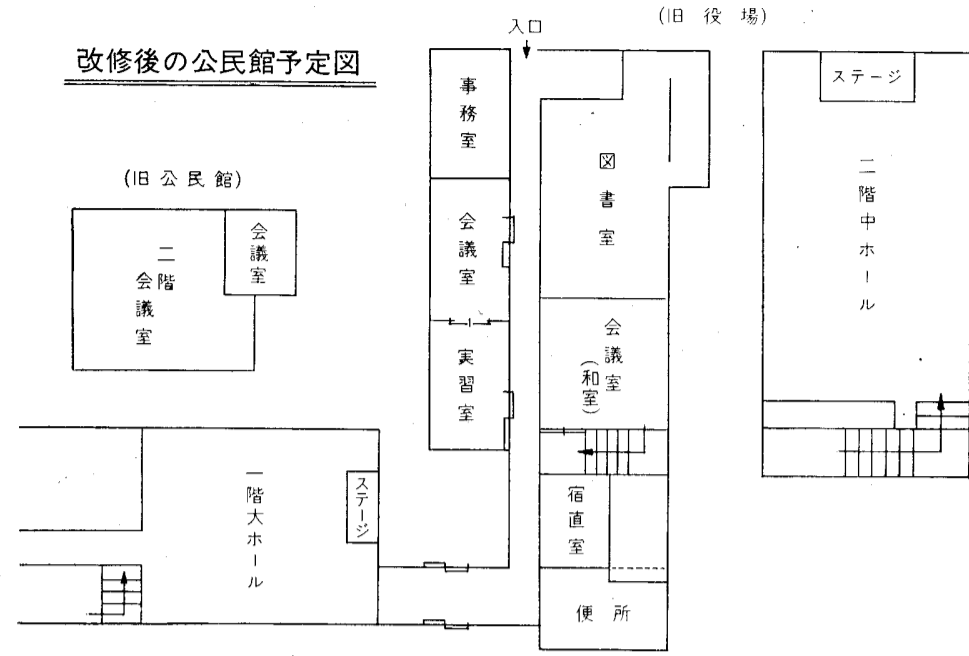 改修後の公民館予定図
入口
(旧役場)
(旧公民館)
二階
会議室
会議室
事務室
会議室
実習室
図書室
会議室
(和室)
宿直室
便所
ステージ
二階中ホール
一階大ホール
ステージ